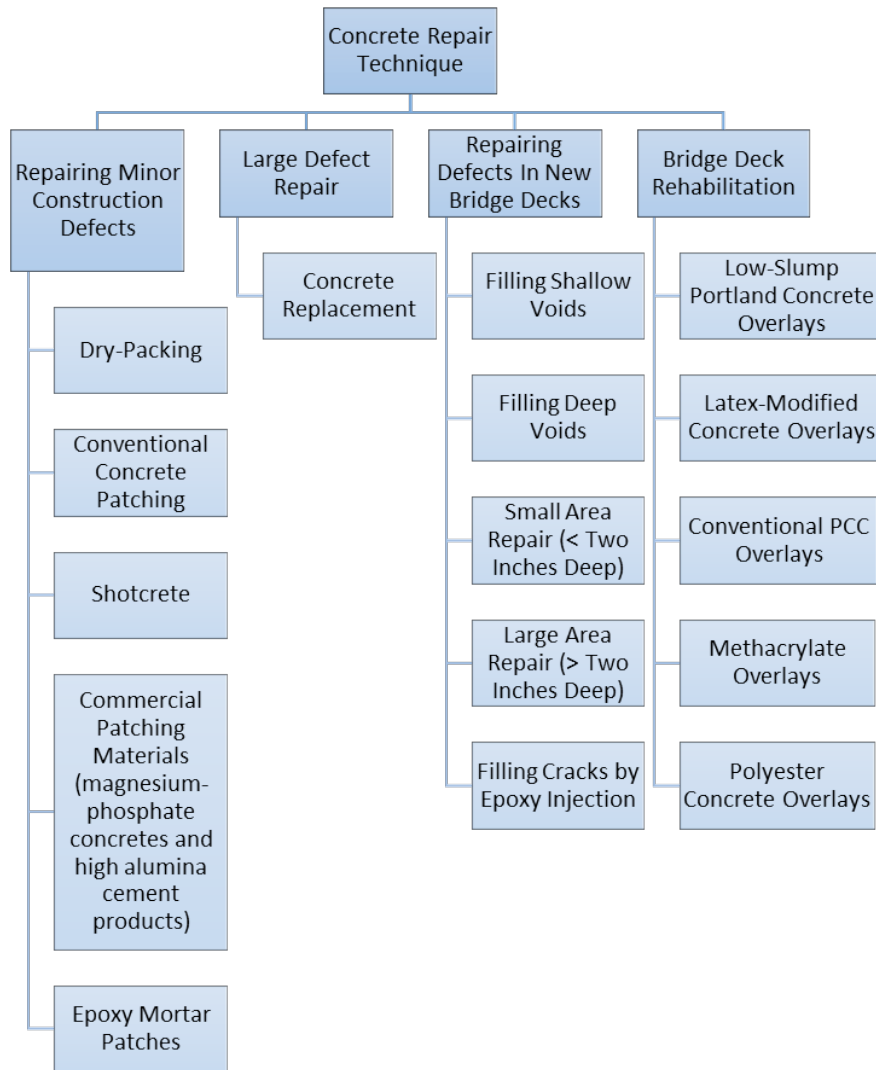 Concrete Repair
Technique
Repairing Minor
Construction
Defects
Dry-Packing
Conventional
Concrete
Patching
Shotcrete
Commercial
Patching
Materials
(magnesium-
phosphate
concretes and
high alumina
cement
products)
Epoxy Mortar
Patches
Large Defect
Repair
Concrete
Replacement
Repairing
Defects In New
Bridge Decks
Filling Shallow
Voids
Filling Deep
Voids
Small Area
Repair (< Two
Inches Deep)
Large Area
Repair (> Two
Inches Deep)
Filling Cracks by
Epoxy Injection
Bridge Deck
Rehabilitation
Low-Slump
Portland Concrete
Overlays
Latex-Modified
Concrete Overlays
Conventional PCC
Overlays
Methacrylate
Overlays
Polyester
Concrete Overlays